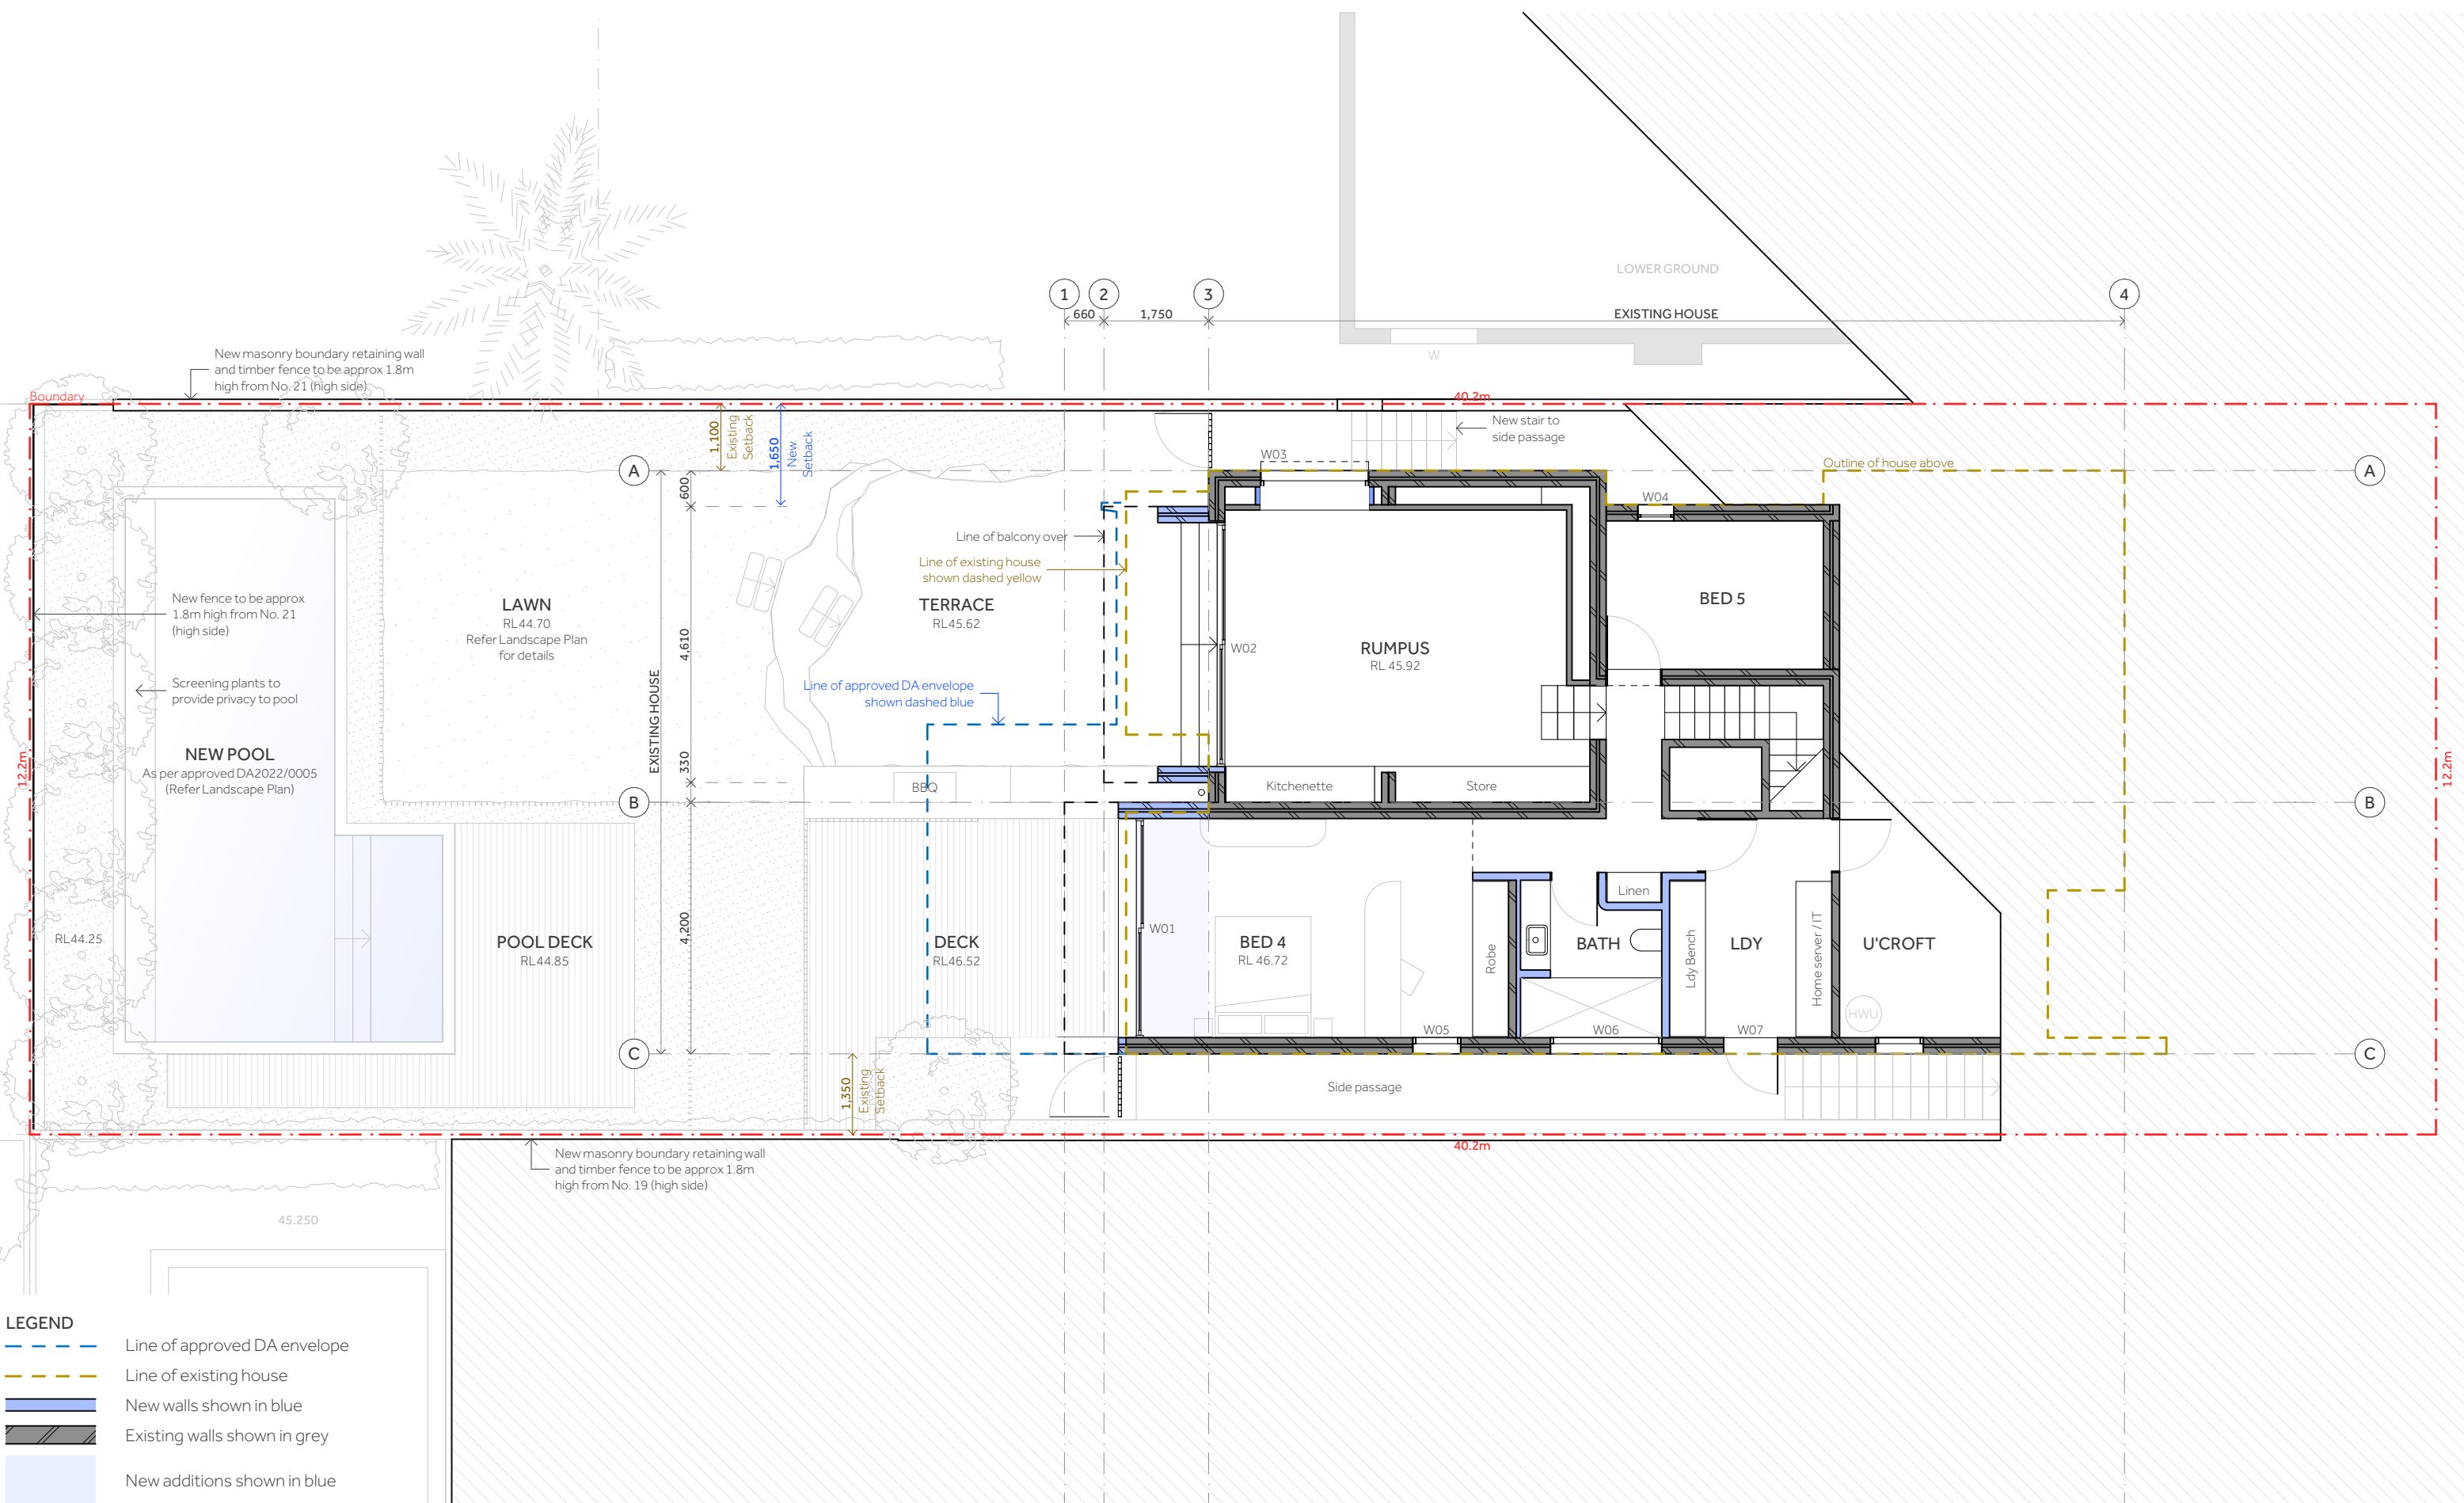 LOWER GROUND
1
2
3
4
660
1,750
EXISTING HOUSE
W
New masonry boundary retaining wall
and timber fence to be approx 1.8m
high from No. 21 (high side)
Boundary
40.2m
1,100
Existing
Setback
1,650
New
Setback
New stair to
side passage
W03
A
Outline of house above
A
600
W04
Line of balcony over
Line of existing house
shown dashed yellow
New fence to be approx
1.8m high from No. 21
(high side)
LAWN
RL44.70
Refer Landscape Plan
for details
TERRACE
RL45.62
BED 5
4,610
W02
RUMPUS
RL 45.92
Screening plants to
provide privacy to pool
Line of approved DA envelope
shown dashed blue
EXISTING HOUSE
NEW POOL
As per approved DA2022/0005
(Refer Landscape Plan)
12.2m
330
12.2m
BBQ
Kitchenette
Store
B
B
Linen
4,200
W01
RL44.25
POOL DECK
RL44.85
DECK
RL46.52
BED 4
RL 46.72
Robe
BATH
Ldy Bench
LDY
Home server / IT
U'CROFT
HWU
W05
W06
W07
C
C
1,350
Existing
Setback
Side passage
40.2m
New masonry boundary retaining wall
and timber fence to be approx 1.8m
high from No. 19 (high side)
45.250
LEGEND
Line of approved DA envelope
Line of existing house
New walls shown in blue
Existing walls shown in grey
New additions shown in blue